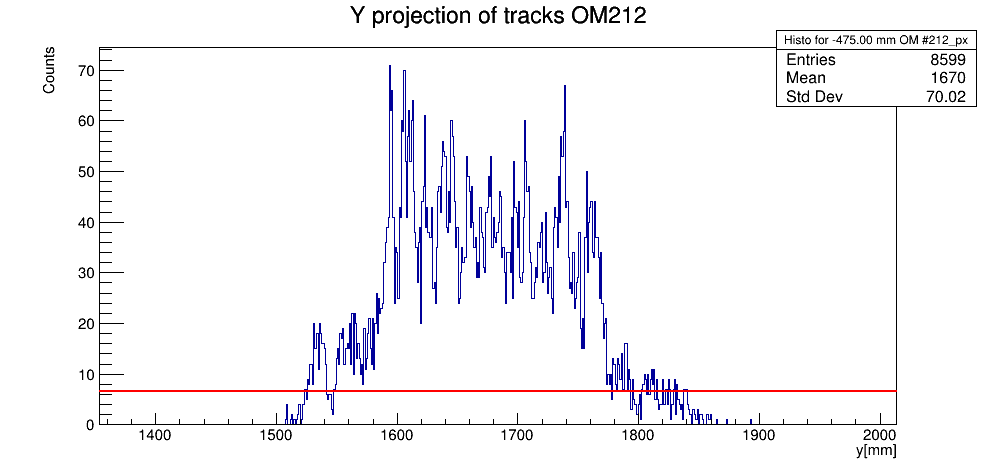 Y projection of tracks OM212
Histo for -475.00 mm OM #212_px
Entries 8599
Mean 1670
Std Dev 70.02
Counts
70
60
50
40
30
20
10
0
1400 1500 1600 1700 1800 1900 2000
y[mm]